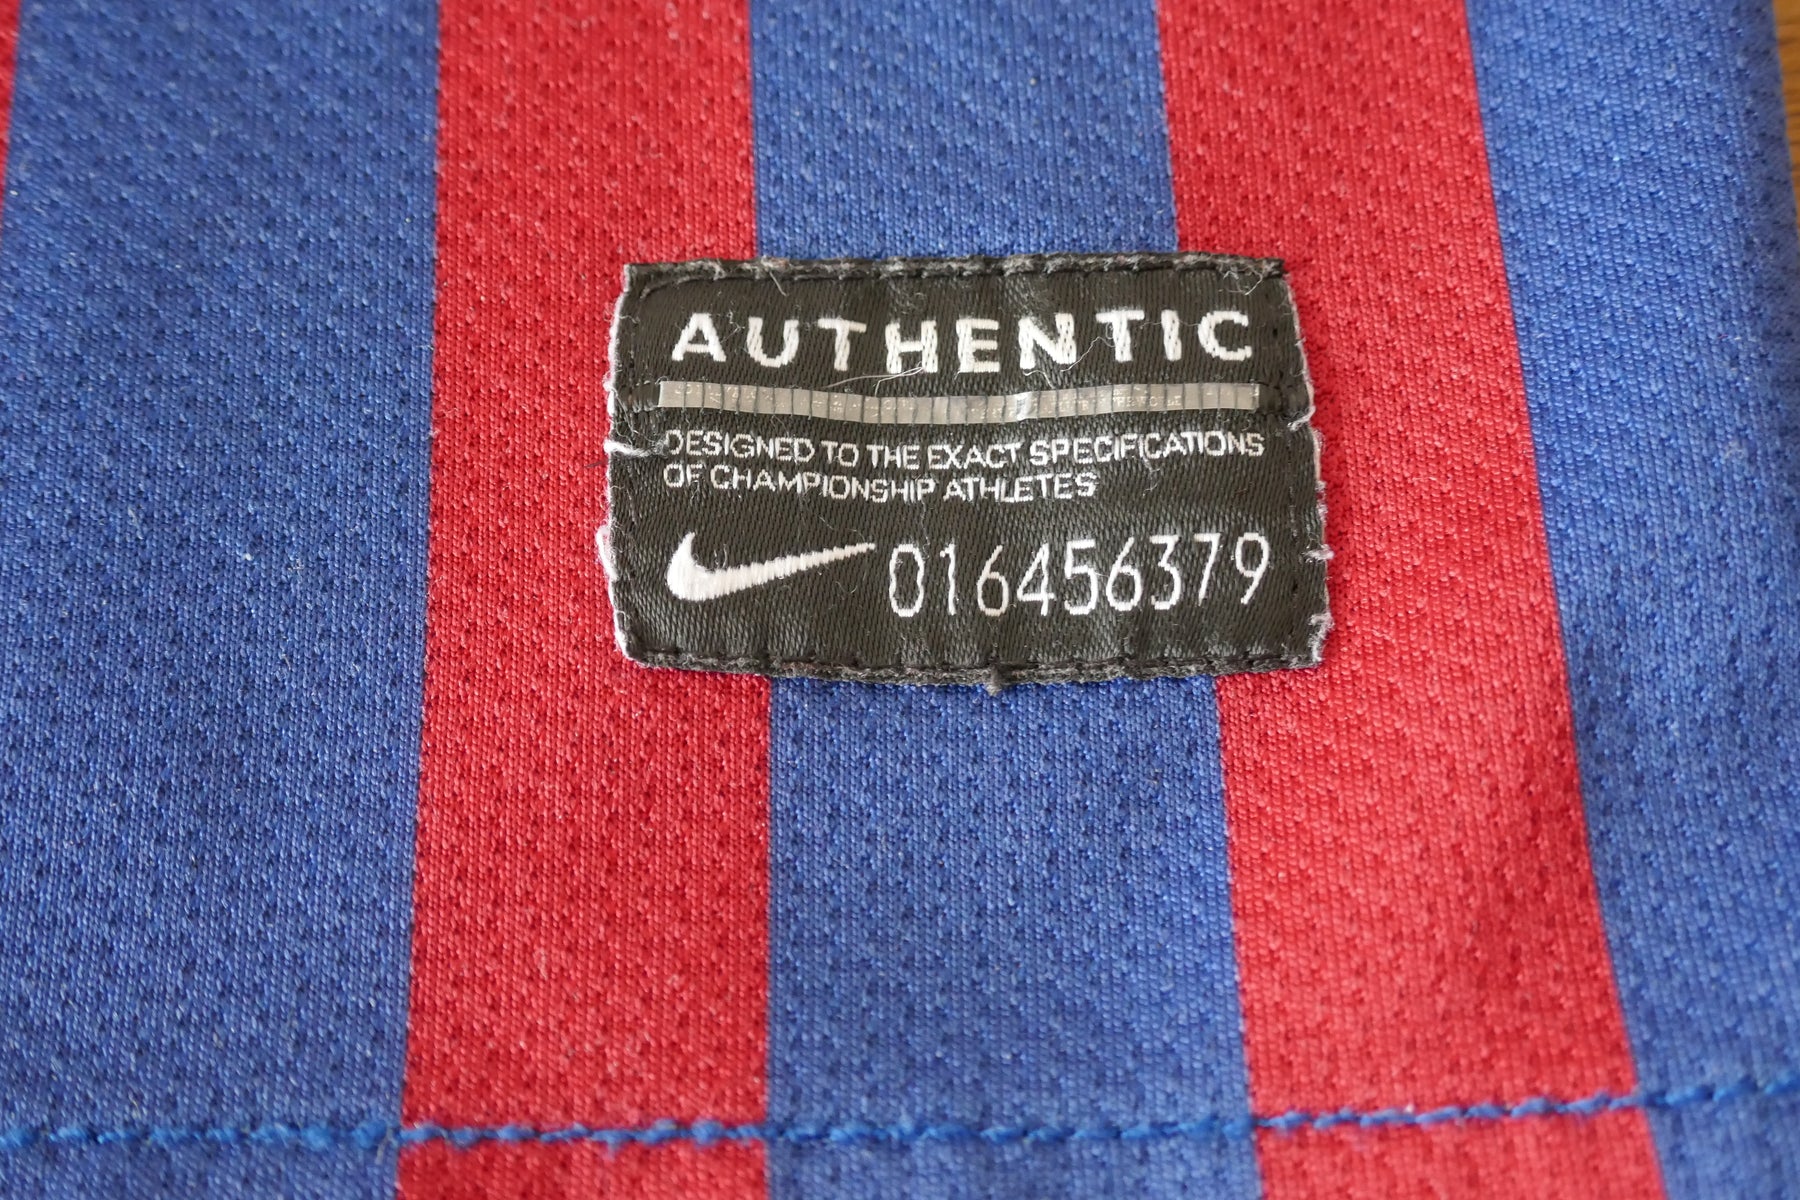 AUTHENTIC
DESIGNED TO THE EXACT SPECIFICATIONS
OF CHAMPIONSHIP ATHLETES
016456379